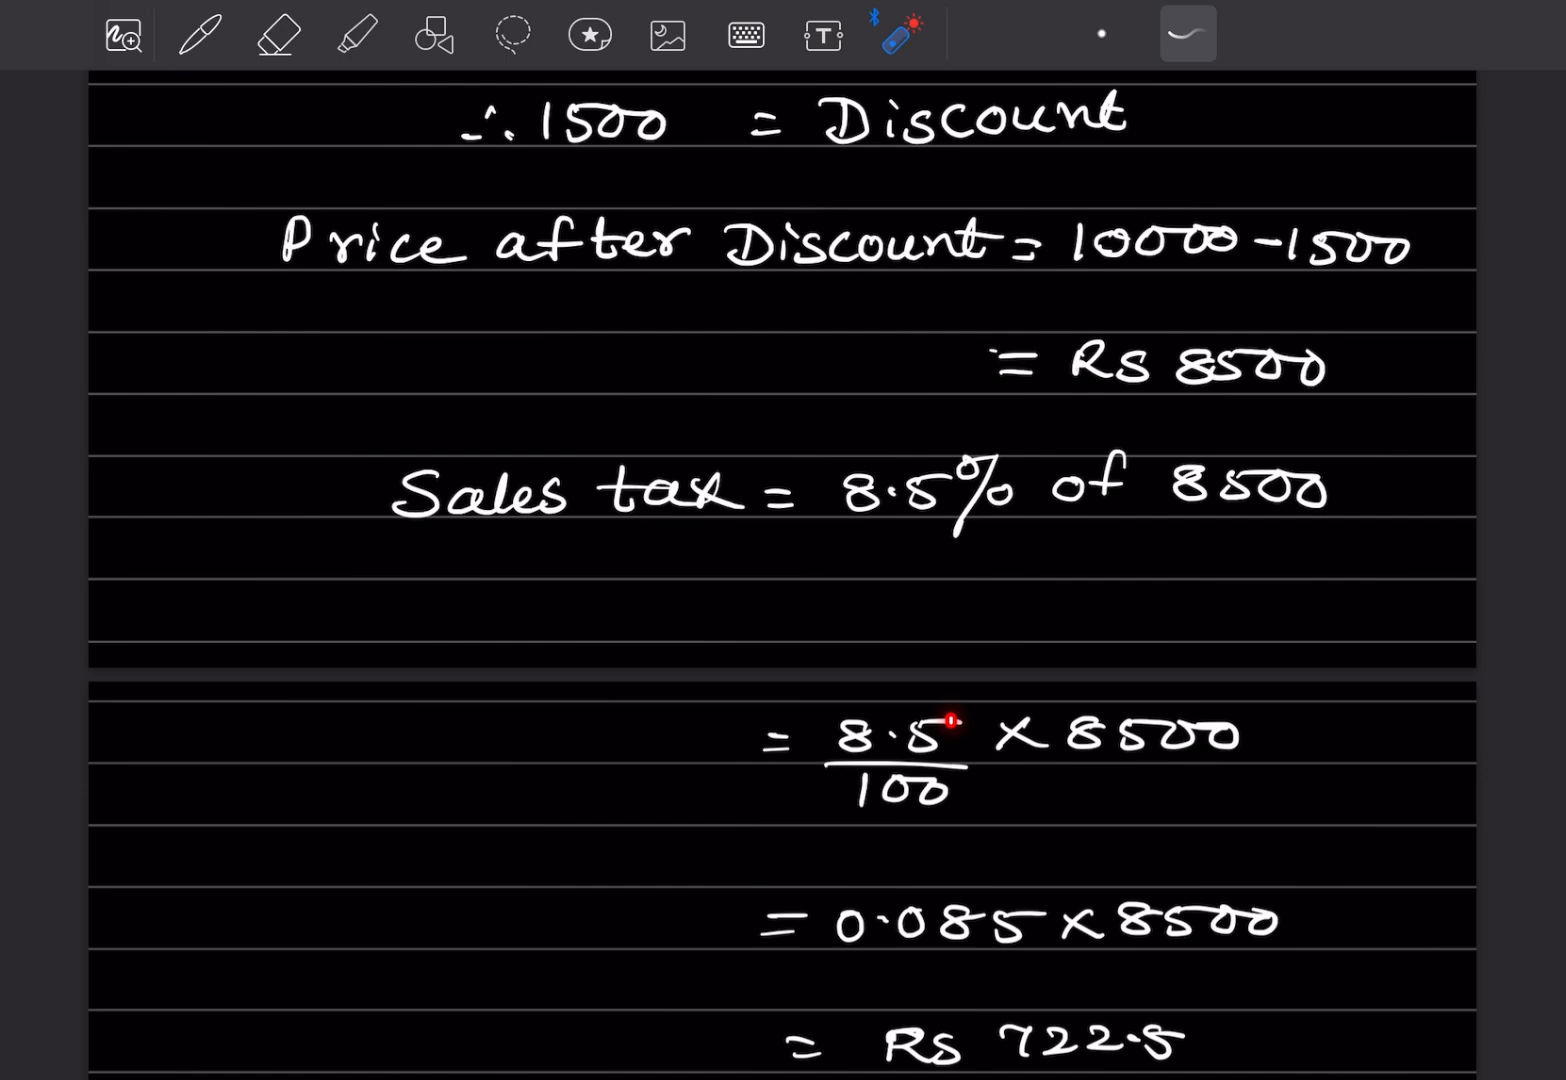 ∴ 1500 = Discount
Price after Discount = 10000 - 1500
= Rs 8500
Sales tax = 8.5% of 8500
= 8.5/100 × 8500
= 0.085 × 8500
= Rs 722.5